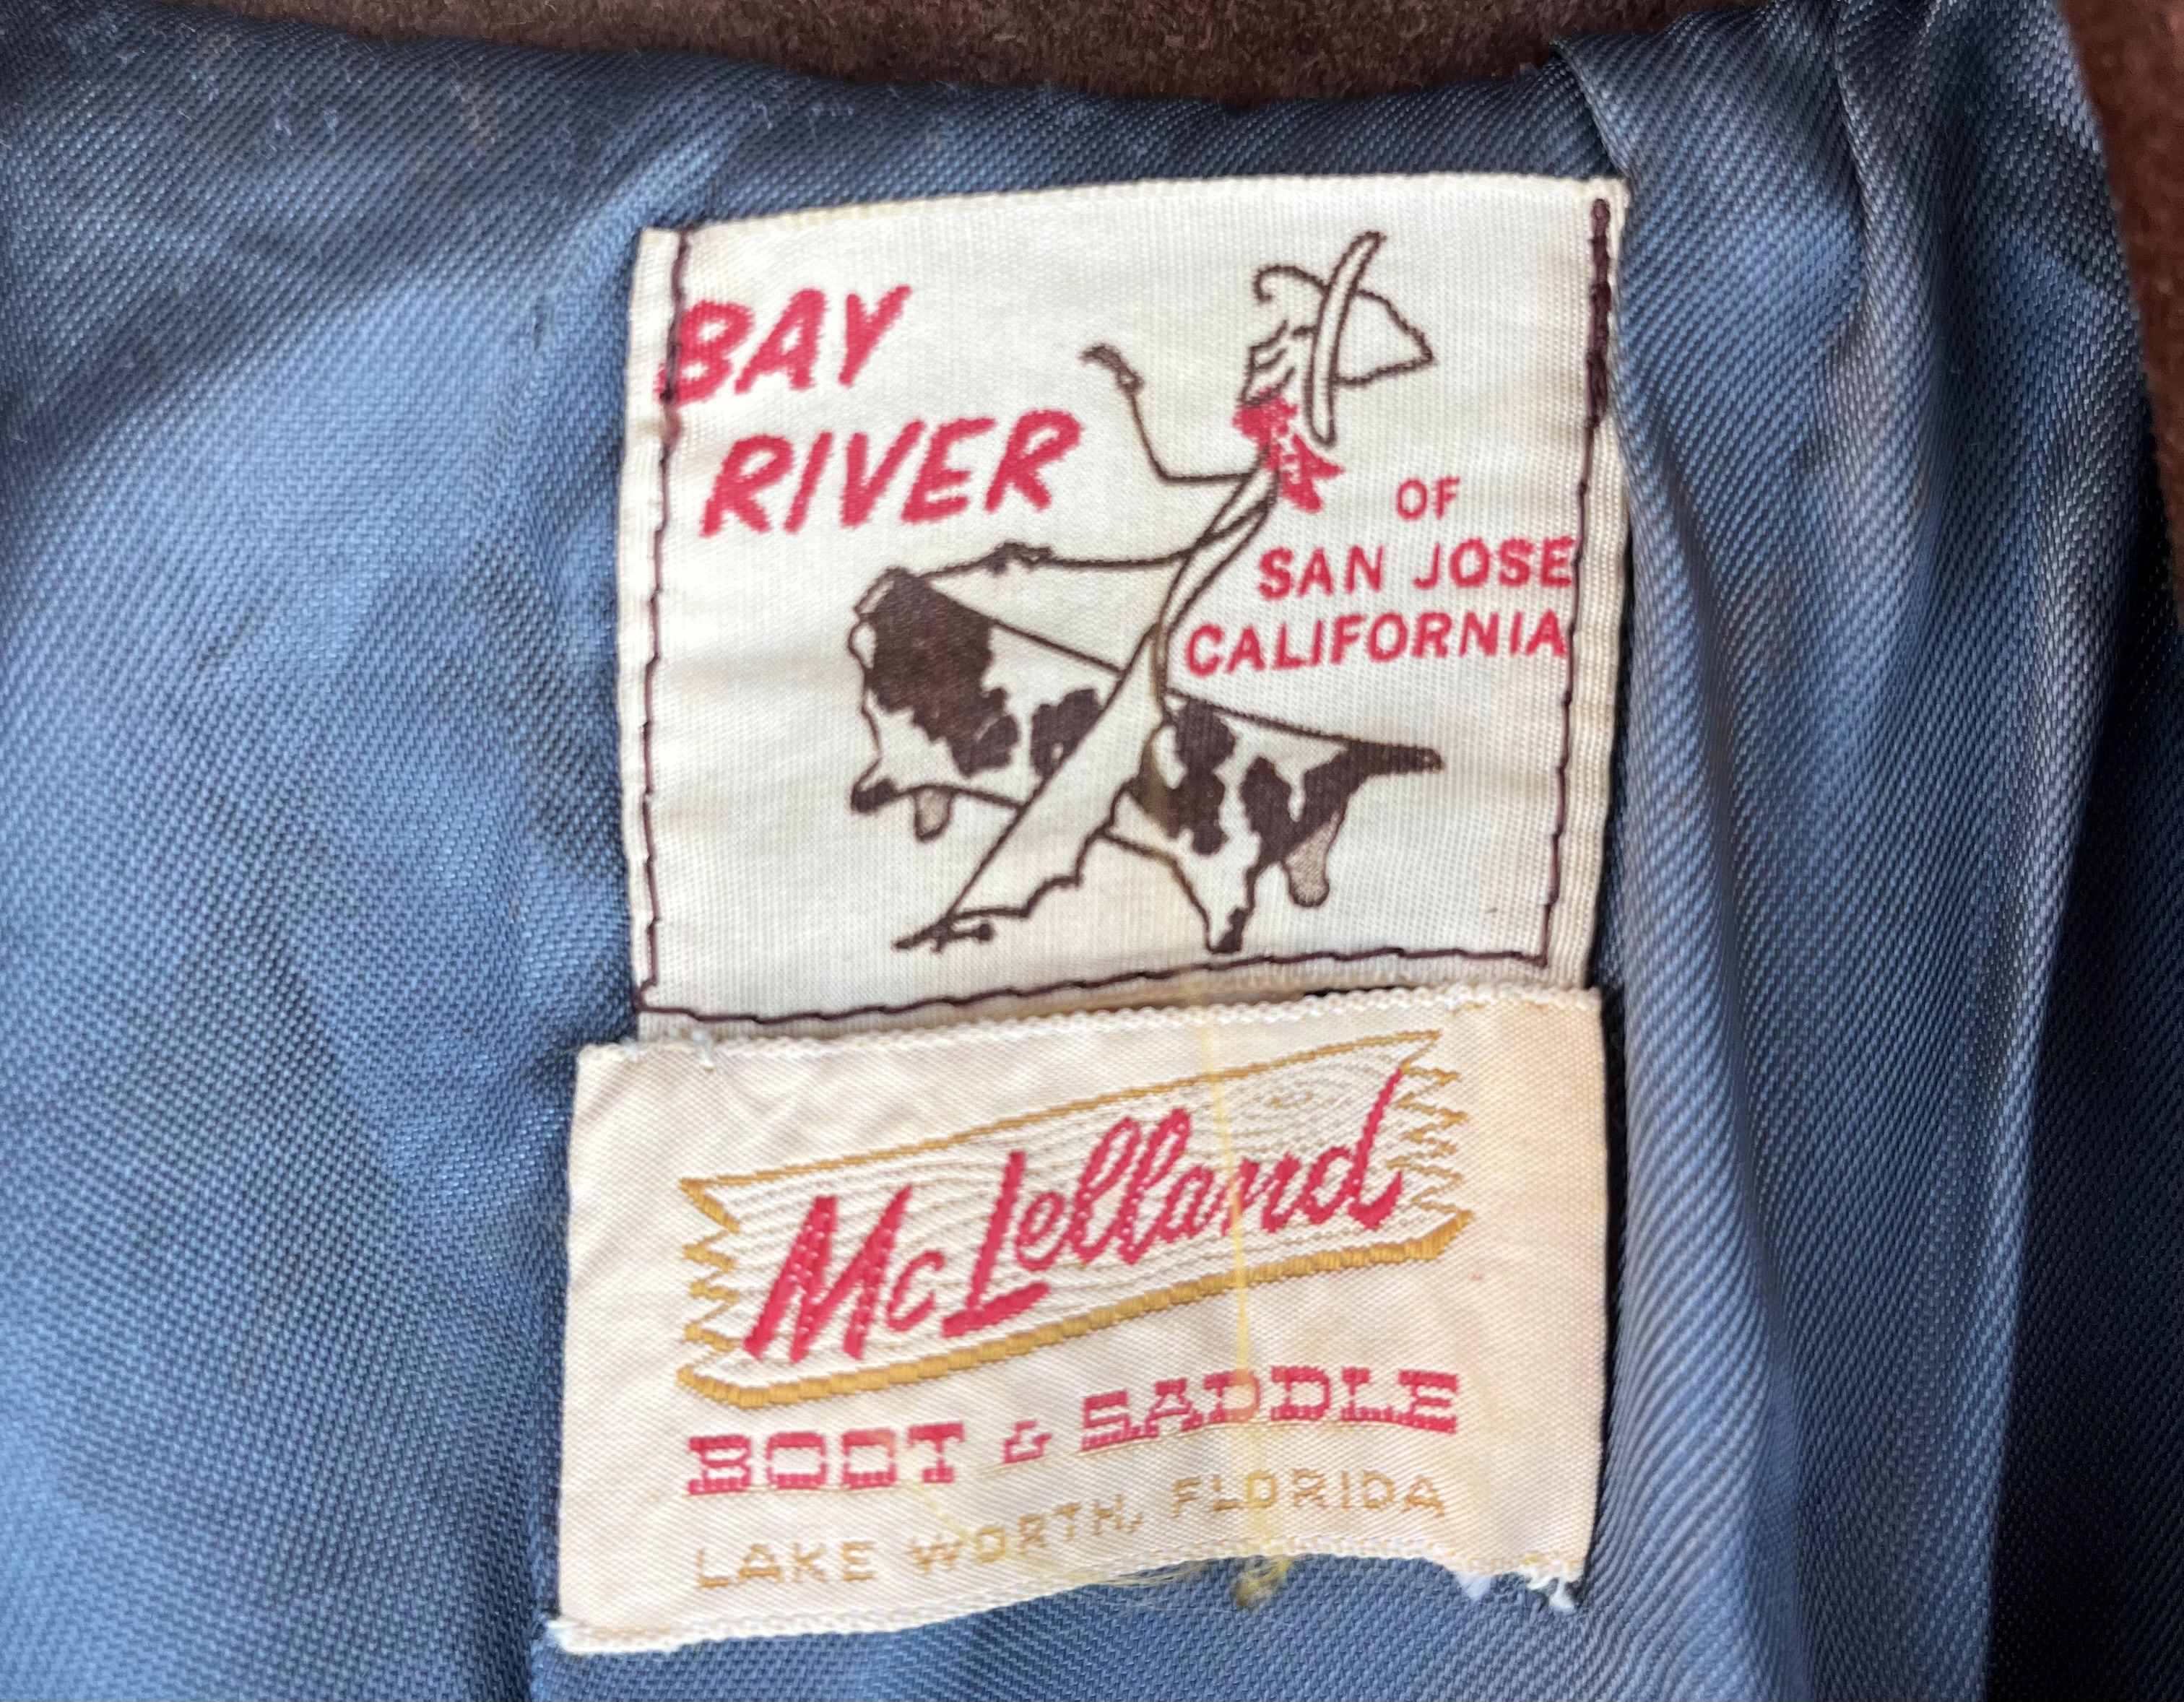 BAY
RIVER
OF
SAN JOSE
CALIFORNIA
McLelland
BOOT & SADDLE
LAKE WORTH, FLORIDA